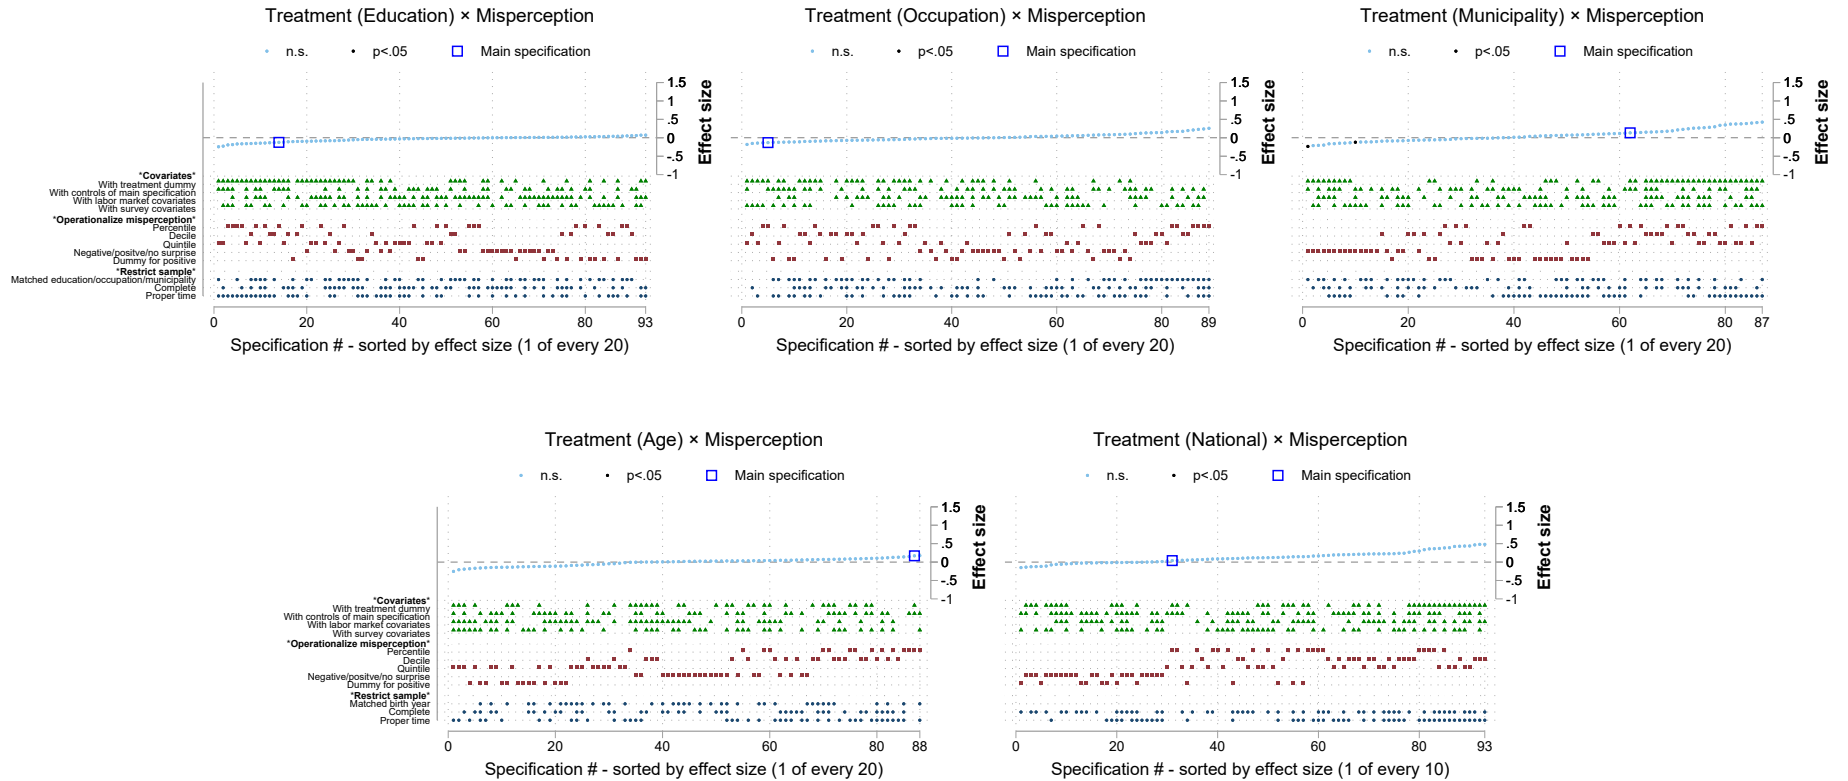 Treatment (Education) × Misperception
n.s.
p<.05
Main specification
1.5
1
.5
0
-.5
-1
Effect size
*Covariates*
With treatment dummy
With controls of main specification
With labor market covariates
With survey covariates
*Operationalize misperception*
Percentile
Decile
Quintile
Negative/positve/no surprise
Dummy for positive
*Restrict sample*
Matched education/occupation/municipality
Complete
Proper time
0 20 40 60 80 93
Specification # - sorted by effect size (1 of every 20)
Treatment (Occupation) × Misperception
n.s.
p<.05
Main specification
1.5
1
.5
0
-.5
-1
Effect size
0 20 40 60 80 89
Specification # - sorted by effect size (1 of every 20)
Treatment (Municipality) × Misperception
n.s.
p<.05
Main specification
1.5
1
.5
0
-.5
-1
Effect size
0 20 40 60 80 87
Specification # - sorted by effect size (1 of every 20)
Treatment (Age) × Misperception
n.s.
p<.05
Main specification
1.5
1
.5
0
-.5
-1
Effect size
*Covariates*
With treatment dummy
With controls of main specification
With labor market covariates
With survey covariates
*Operationalize misperception*
Percentile
Decile
Quintile
Negative/positve/no surprise
Dummy for positive
*Restrict sample*
Matched birth year
Complete
Proper time
0 20 40 60 80 88
Specification # - sorted by effect size (1 of every 20)
Treatment (National) × Misperception
n.s.
p<.05
Main specification
1.5
1
.5
0
-.5
-1
Effect size
0 20 40 60 80 93
Specification # - sorted by effect size (1 of every 10)